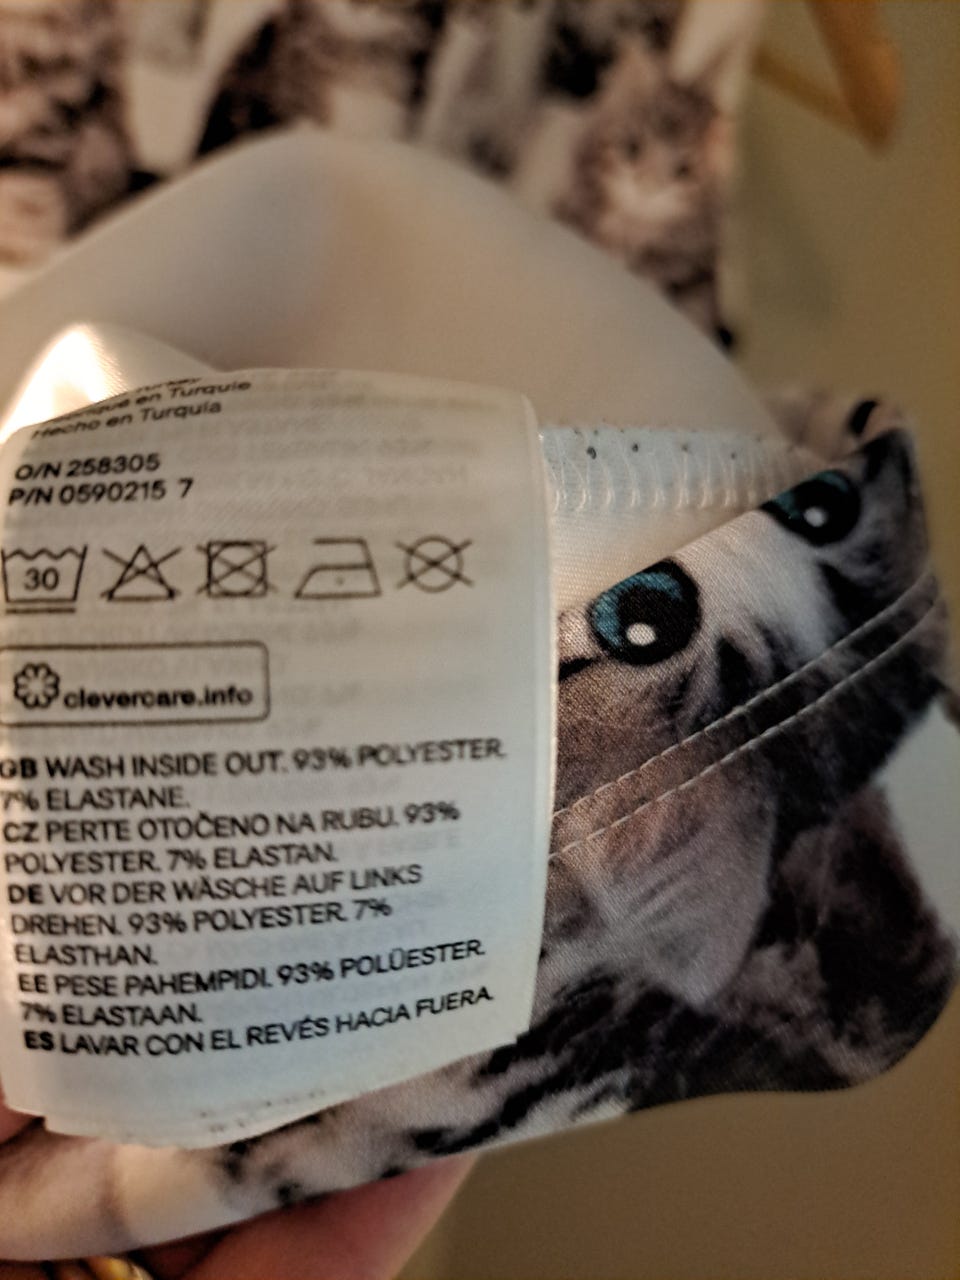 en Turquie
Hecho en Turquía
O/N 258305
P/N 0590215 7
30
clevercare.info
GB WASH INSIDE OUT. 93% POLYESTER.
7% ELASTANE.
CZ PERTE OTOČENO NA RUBU. 93%
POLYESTER. 7% ELASTAN.
DE VOR DER WÄSCHE AUF LINKS
DREHEN. 93% POLYESTER. 7%
ELASTHAN.
EE PESE PAHEMPIDI. 93% POLÜESTER.
7% ELASTAAN.
ES LAVAR CON EL REVÉS HACIA FUERA.